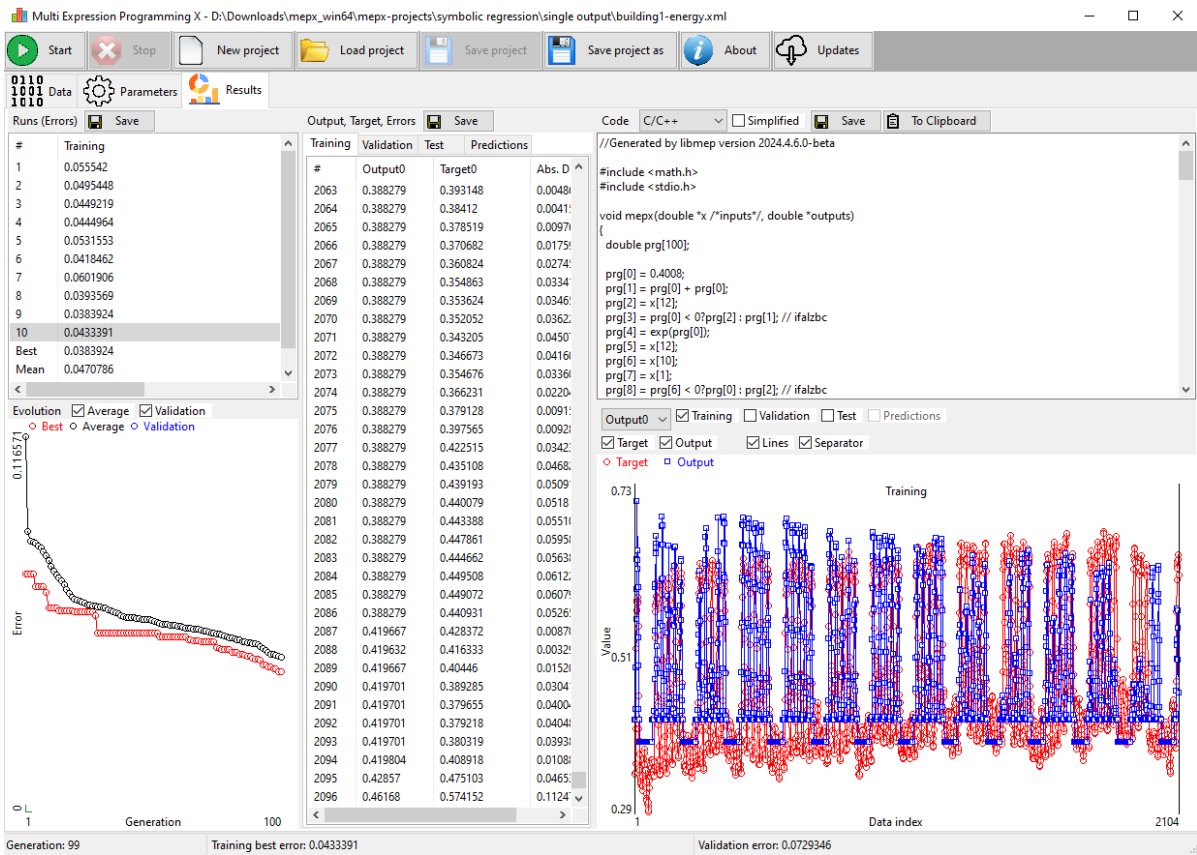 Multi Expression Programming X - D:\Downloads\mepx_win64\mepx-projects\symbolic regression\single output\building1-energy.xml
Start Stop New project Load project Save project Save project as About Updates
Data Parameters Results
Runs (Errors) Save
# Training
1 0.055542
2 0.0495448
3 0.0449219
4 0.0444964
5 0.0531553
6 0.0418462
7 0.0601906
8 0.0393569
9 0.0383924
10 0.0433391
Best 0.0383924
Mean 0.0470786
Evolution Average Validation
Best Average Validation
0.116571
Error
0
1 Generation 100
Output, Target, Errors Save
Training Validation Test Predictions
# Output0 Target0 Abs. D
2063 0.388279 0.393148
2064 0.388279 0.38412
2065 0.388279 0.378519
2066 0.388279 0.370682
2067 0.388279 0.360824
2068 0.388279 0.354863
2069 0.388279 0.353624
2070 0.388279 0.352052
2071 0.388279 0.343205
2072 0.388279 0.346673
2073 0.388279 0.354676
2074 0.388279 0.366231
2075 0.388279 0.379128
2076 0.388279 0.397565
2077 0.388279 0.422515
2078 0.388279 0.435108
2079 0.388279 0.439193
2080 0.388279 0.440079 0.0518
2081 0.388279 0.443388
2082 0.388279 0.447861
2083 0.388279 0.444662
2084 0.388279 0.449508
2085 0.388279 0.449072
2086 0.388279 0.440931
2087 0.419667 0.428372
2088 0.419632 0.416333
2089 0.419667 0.40446
2090 0.419701 0.389285
2091 0.419701 0.379655
2092 0.419701 0.379218
2093 0.419701 0.380319
2094 0.419804 0.408918
2095 0.42857 0.475103
2096 0.46168 0.574152
Code C/C++ Simplified Save To Clipboard
//Generated by libmep version 2024.4.6.0-beta
#include <math.h>
#include <stdio.h>
void mepx(double *x /*inputs*/, double *outputs)
{
double prg[100];
prg[0] = 0.4008;
prg[1] = prg[0] + prg[0];
prg[2] = x[12];
prg[3] = prg[0] < 0?prg[2] : prg[1]; // ifalzbc
prg[4] = exp(prg[0]);
prg[5] = x[12];
prg[6] = x[10];
prg[7] = x[1];
prg[8] = prg[6] < 0?prg[0] : prg[2]; // ifalzbc
Output0 Training Validation Test Predictions
Target Output Lines Separator
Target Output
Training
0.73
Value
0.51
0.29
1 Data index 2104
Generation: 99 Training best error: 0.0433391 Validation error: 0.0729346